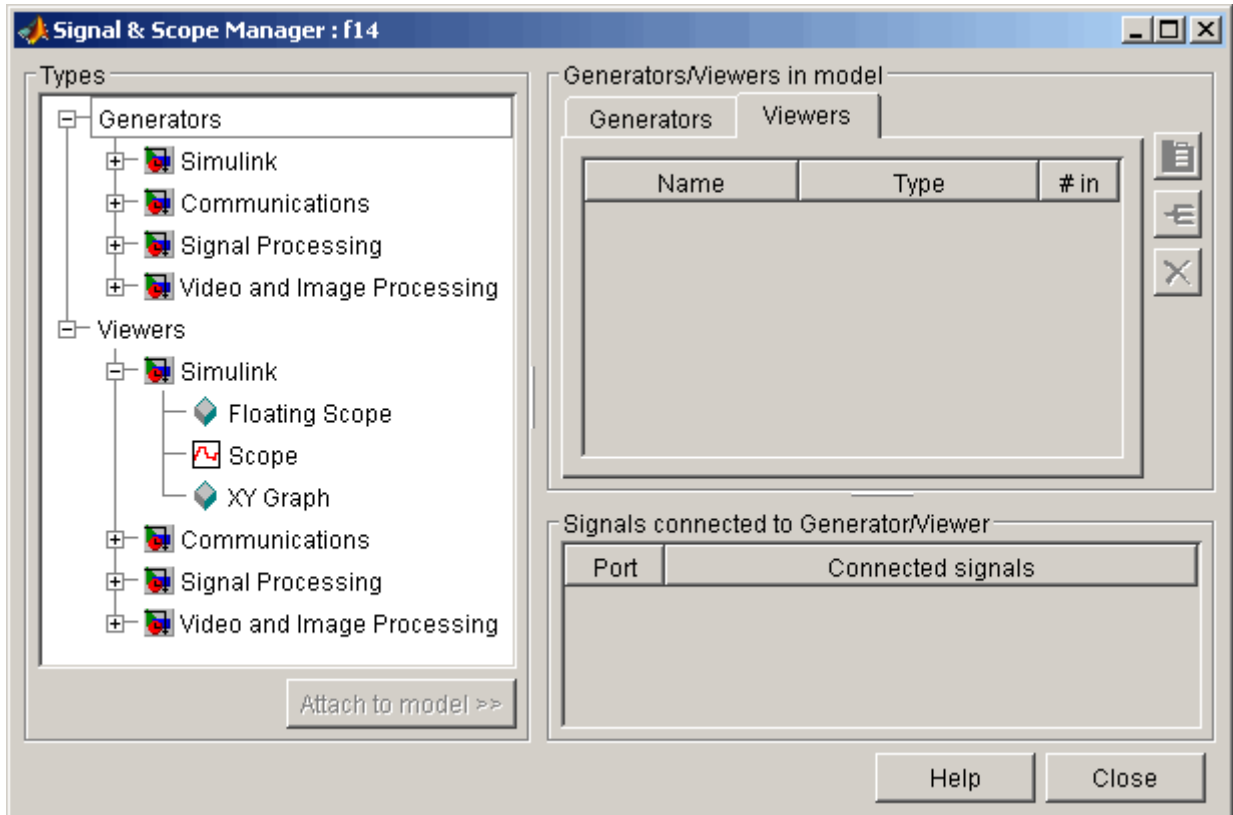 Signal & Scope Manager : f14
Types
Generators
Simulink
Communications
Signal Processing
Video and Image Processing
Viewers
Simulink
Floating Scope
Scope
XY Graph
Communications
Signal Processing
Video and Image Processing
Attach to model >>
Generators/Viewers in model
Generators Viewers
Name Type # in
Signals connected to Generator/Viewer
Port Connected signals
Help Close